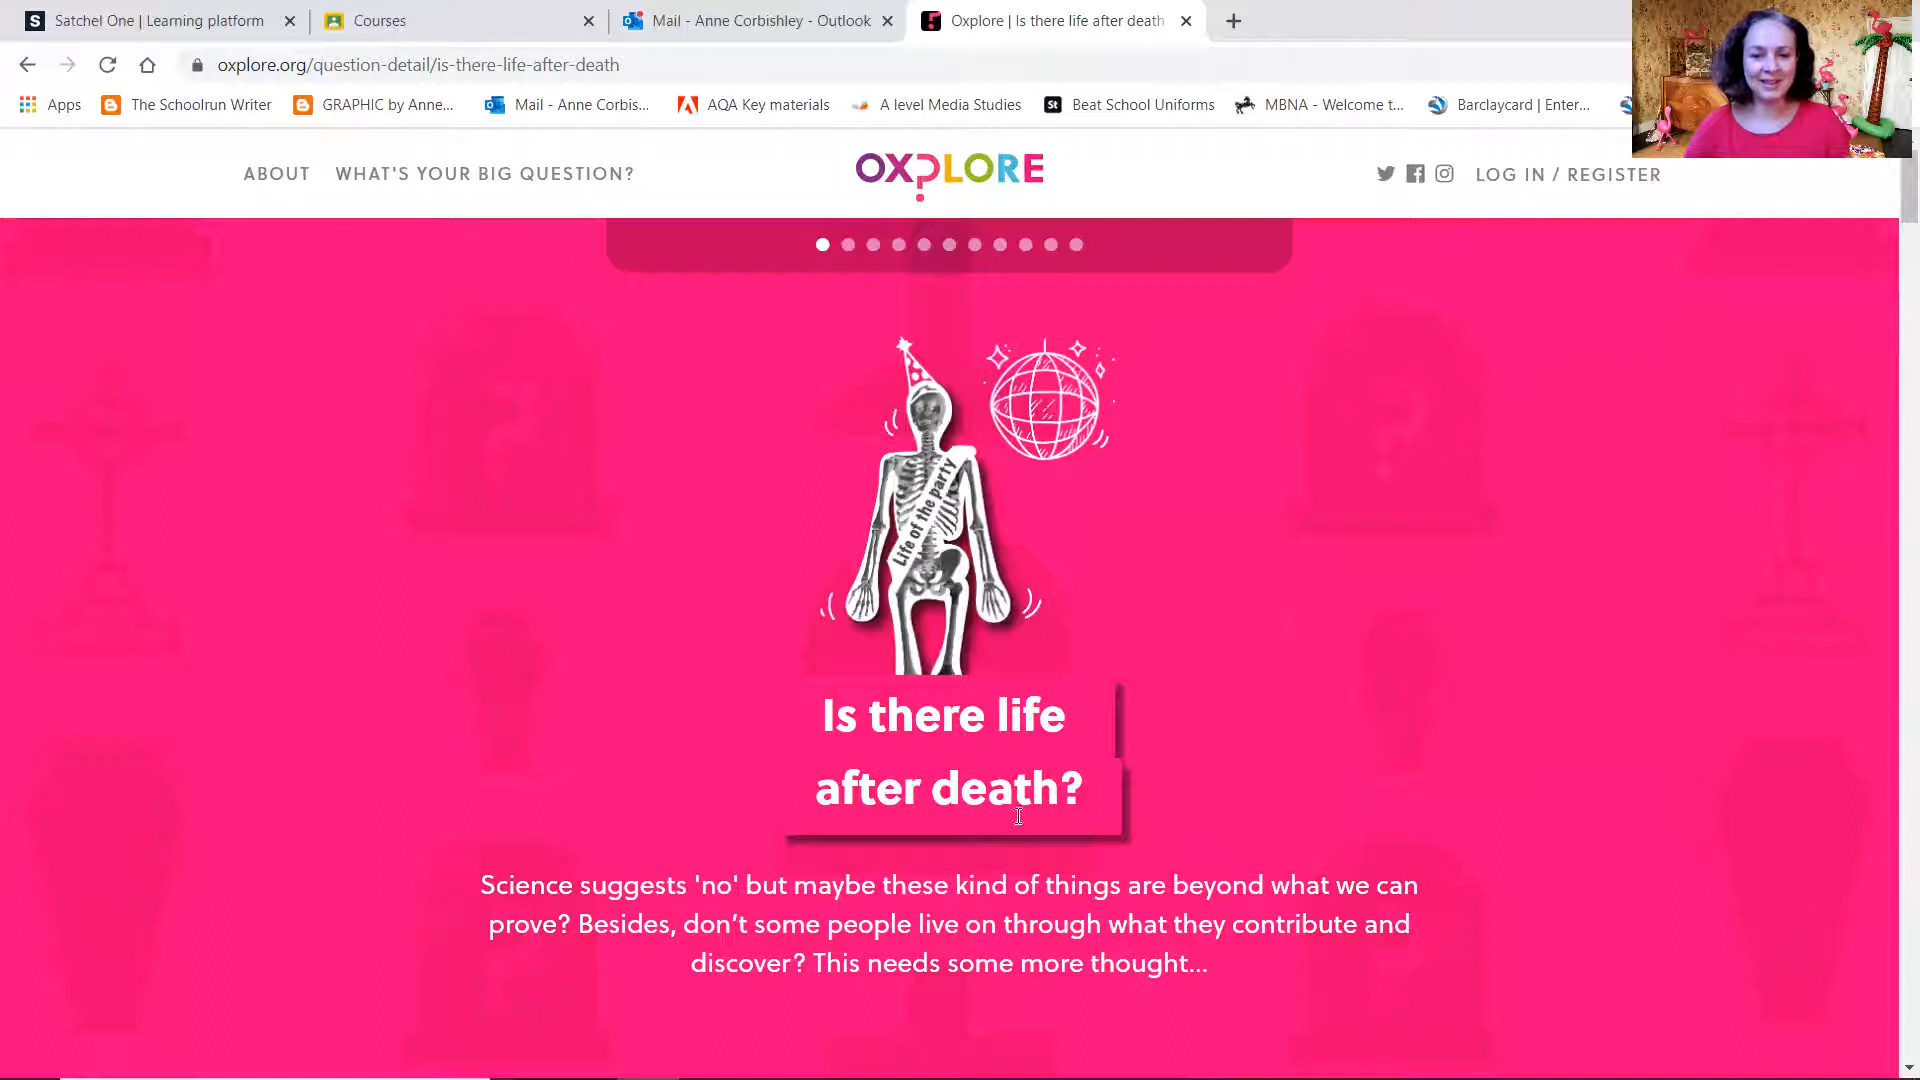 Satchel One | Learning platform
Courses
Mail - Anne Corbishley - Outlook
Oxplore | Is there life after death
oxplore.org/question-detail/is-there-life-after-death
Apps
The Schoolrun Writer
GRAPHIC by Anne...
Mail - Anne Corbis...
AQA Key materials
A level Media Studies
Beat School Uniforms
MBNA - Welcome t...
Barclaycard | Enter...
ABOUT
WHAT'S YOUR BIG QUESTION?
OXPLORE
LOG IN / REGISTER
Life of the party
Is there life
after death?
Science suggests 'no' but maybe these kind of things are beyond what we can
prove? Besides, don’t some people live on through what they contribute and
discover? This needs some more thought...